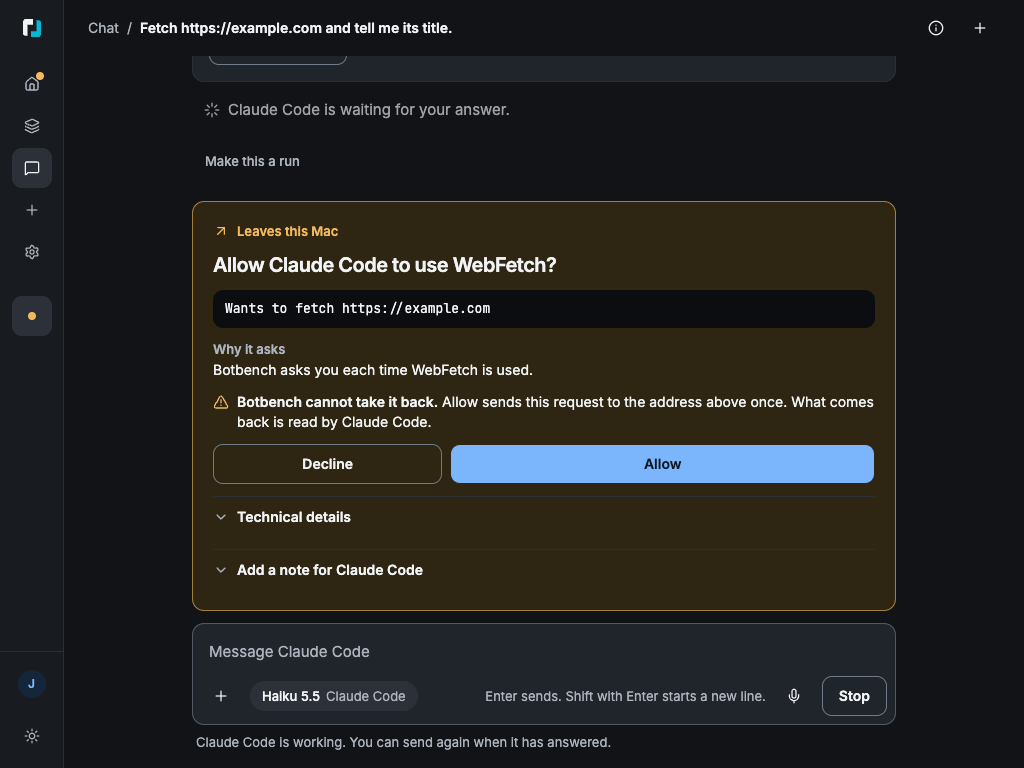 Chat / Fetch https://example.com and tell me its title.
Claude Code is waiting for your answer.
Make this a run
Leaves this Mac
Allow Claude Code to use WebFetch?
Wants to fetch https://example.com
Why it asks
Botbench asks you each time WebFetch is used.
Botbench cannot take it back. Allow sends this request to the address above once. What comes
back is read by Claude Code.
Decline
Allow
Technical details
Add a note for Claude Code
Message Claude Code
Haiku 5.5 Claude Code
Enter sends. Shift with Enter starts a new line.
Stop
J
Claude Code is working. You can send again when it has answered.